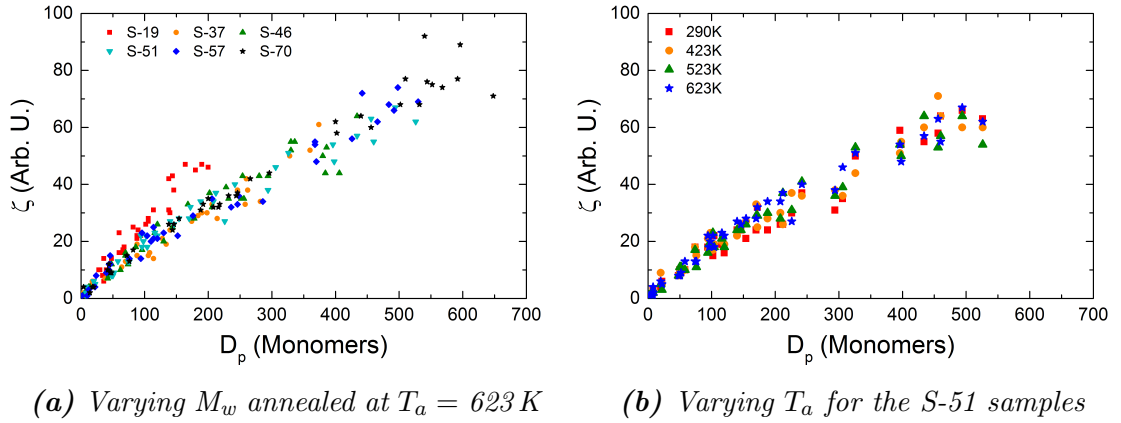 100
80
60
40
20
0
ζ (Arb. U.)
S-19 S-37 S-46
S-51 S-57 S-70
0 100 200 300 400 500 600 700
D_p (Monomers)
(a) Varying M_w annealed at T_a = 623 K
100
80
60
40
20
0
ζ (Arb. U.)
290K
423K
523K
623K
0 100 200 300 400 500 600 700
D_p (Monomers)
(b) Varying T_a for the S-51 samples